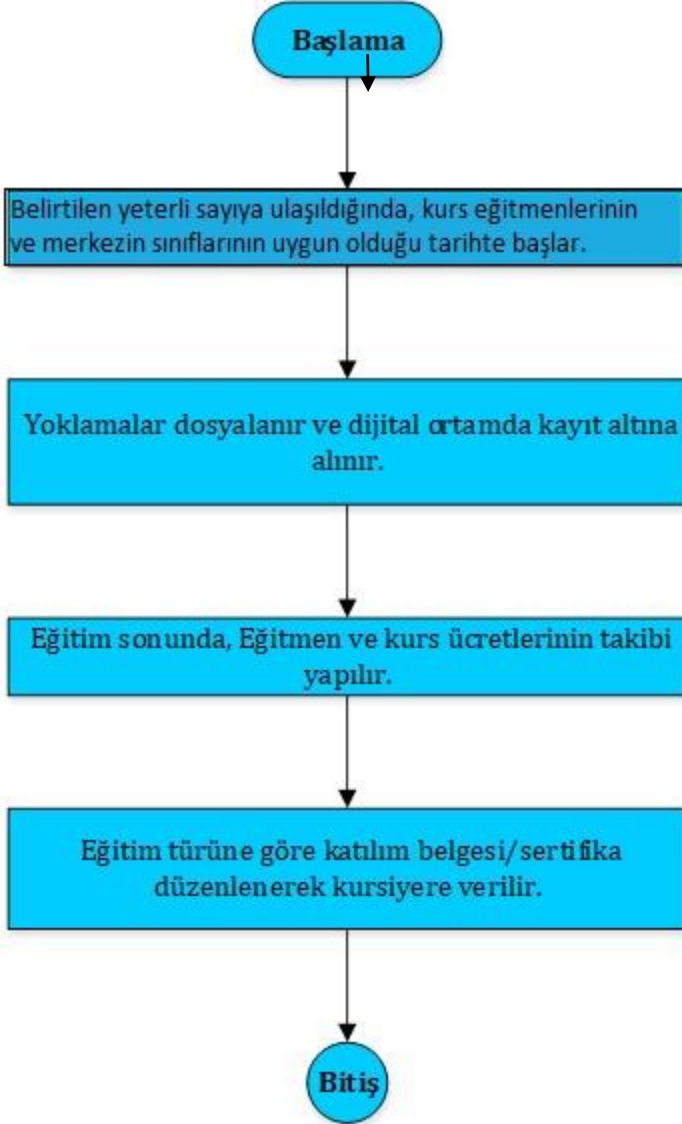 Başlama
Belirtilen yeterli sayıya ulaşıldığında, kurs eğitmenlerinin
ve merkezin sınıflarının uygun olduğu tarihte başlar.
Yoklamalar dosyalanır ve dijital ortamda kayıt altına
alınır.
Eğitim sonunda, Eğitmen ve kurs ücretlerinin takibi
yapılır.
Eğitim türüne göre katılım belgesi/sertifika
düzenlenerek kursiyere verilir.
Bitiş